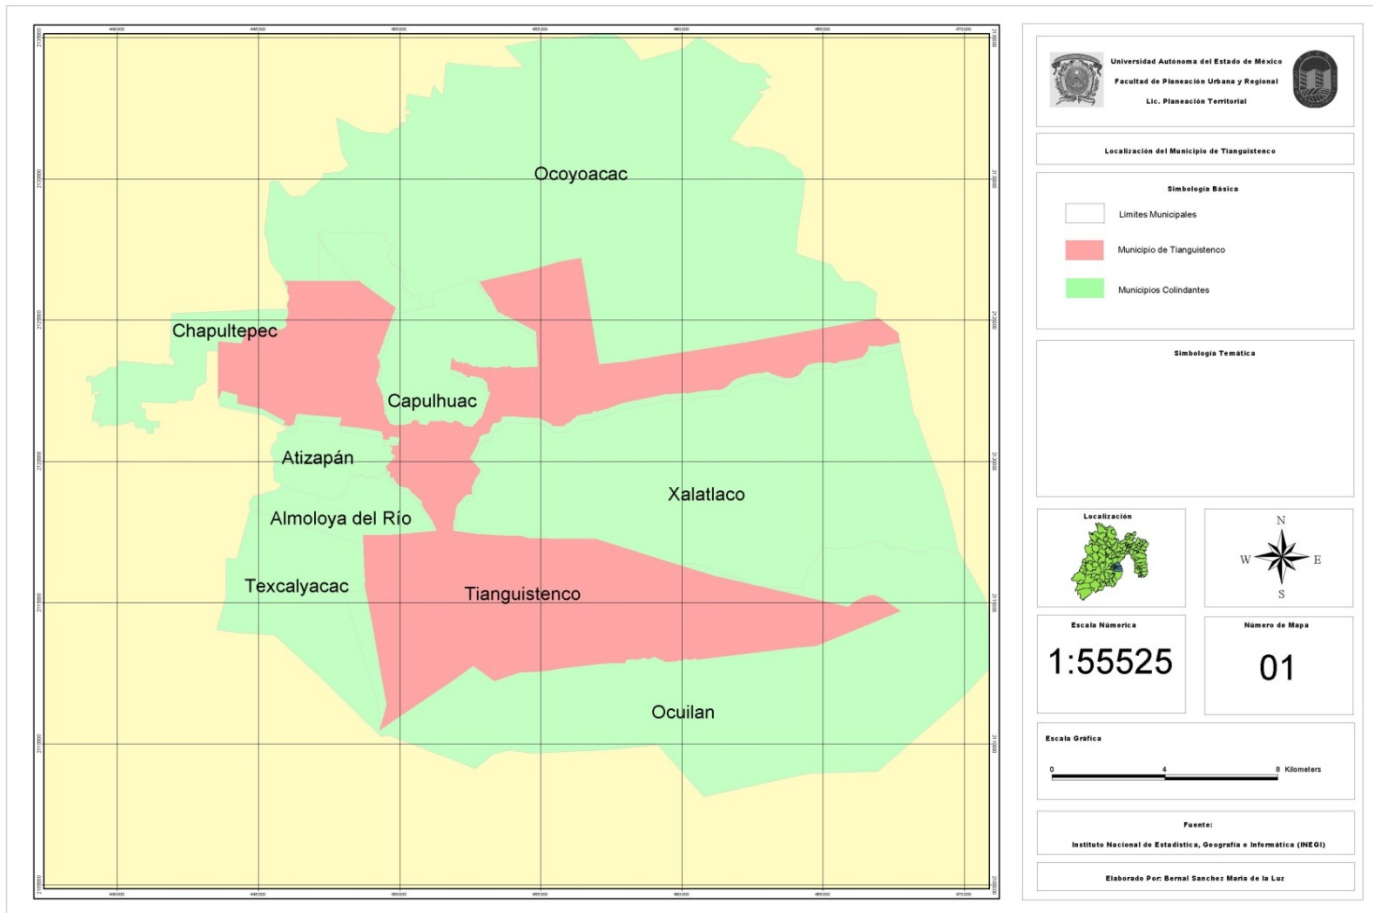 Ocoyoacac
Chapultepec
Capulhuac
Atizapán
Xalatlaco
Almoloya del Río
Texcalyacac
Tianguistenco
Ocuilan
Universidad Autónoma del Estado de México
Facultad de Planeación Urbana y Regional
Lic. Planeación Territorial
Localización del Municipio de Tianguistenco
Simbología Básica
Límites Municipales
Municipio de Tianguistenco
Municipios Colindantes
Simbología Temática
Localización
N
W E
S
Escala Númerica
1:55525
Número de Mapa
01
Escala Gráfica
0 4 8 Kilometers
Fuente:
Instituto Nacional de Estadística, Geografía e Informática (INEGI)
Elaborado Por: Bernal Sanchez María de la Luz